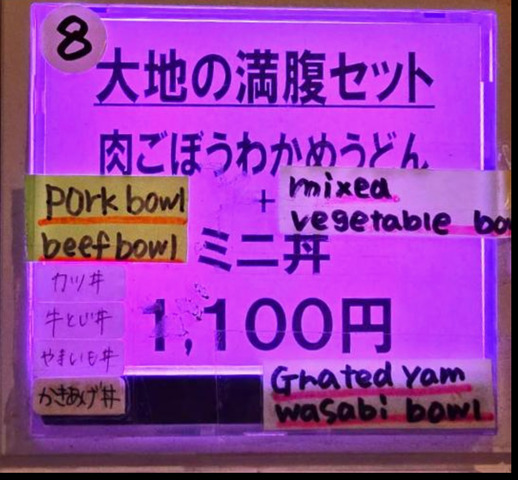 8
大地の満腹セット
肉ごぼうわかめうどん
+
mixed
vegetable bo
pork bowl
beef bowl
ミニ丼
カツ丼
牛とじ丼
やまいも丼
かきあげ丼
1,100円
Grated yam
wasabi bowl